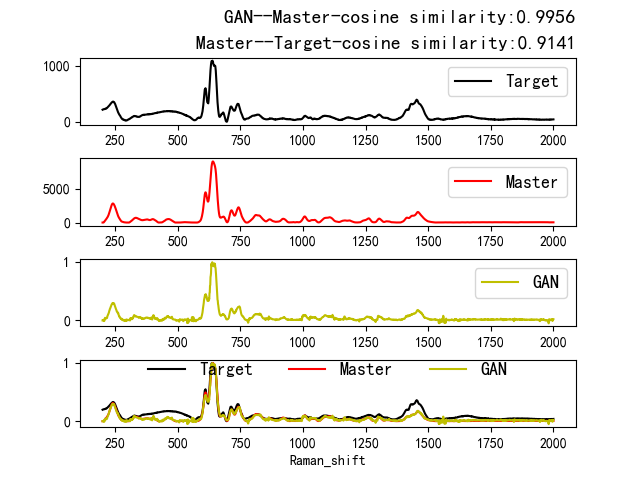 GAN--Master-cosine similarity:0.9956
Master--Target-cosine similarity:0.9141
1000
0
Target
250 500 750 1000 1250 1500 1750 2000
5000
0
Master
250 500 750 1000 1250 1500 1750 2000
1
0
GAN
250 500 750 1000 1250 1500 1750 2000
1
0
Target Master GAN
250 500 750 1000 1250 1500 1750 2000
Raman_shift